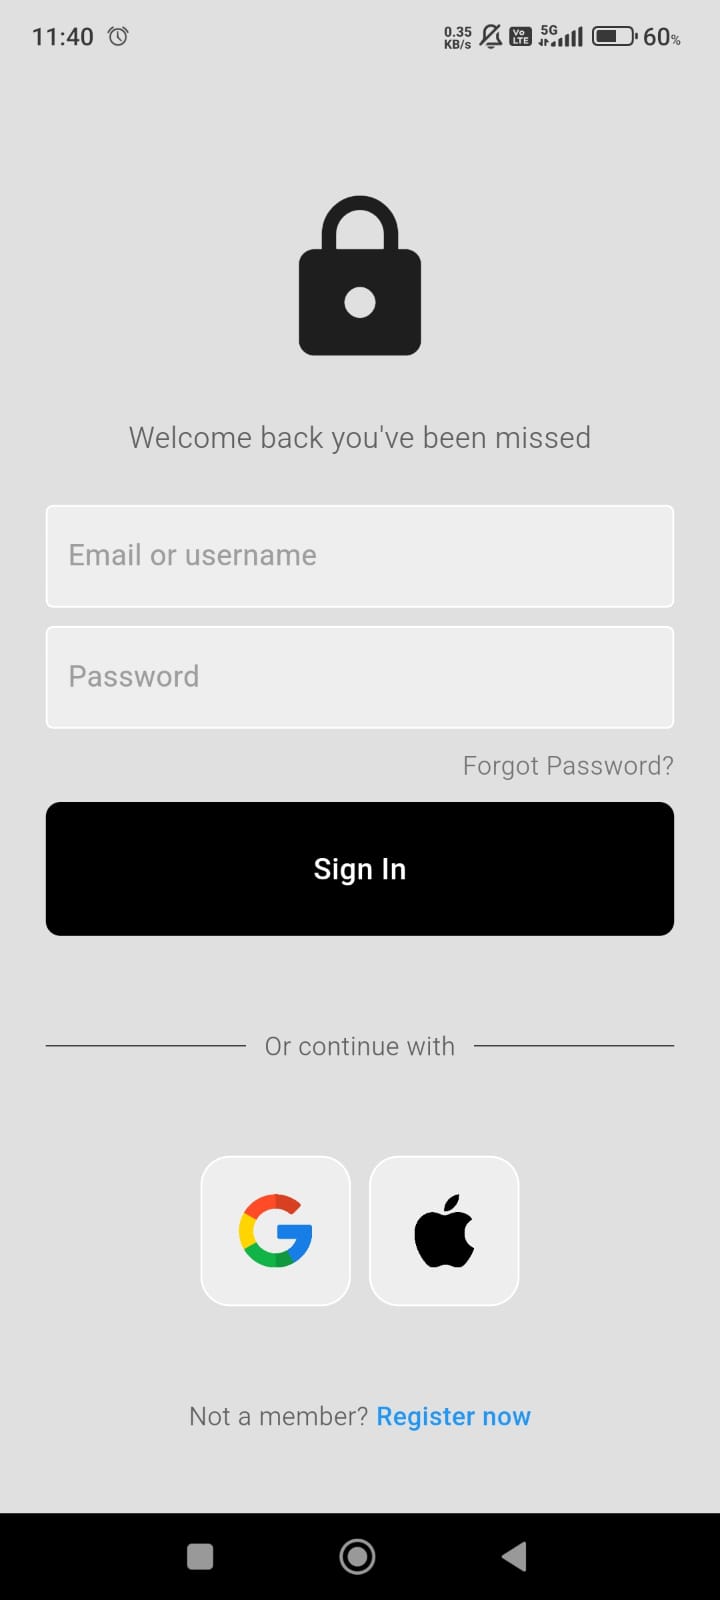 11:40
0.35 KB/s Vo LTE 5G 60%
Welcome back you've been missed
Email or username
Password
Forgot Password?
Sign In
Or continue with
Not a member? Register now